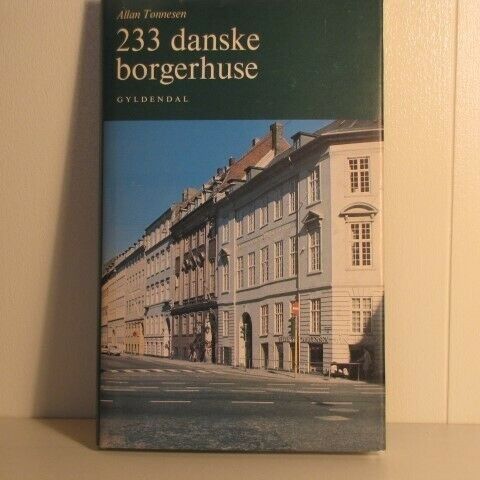 Allan Tønnesen
233 danske
borgerhuse
GYLDENDAL